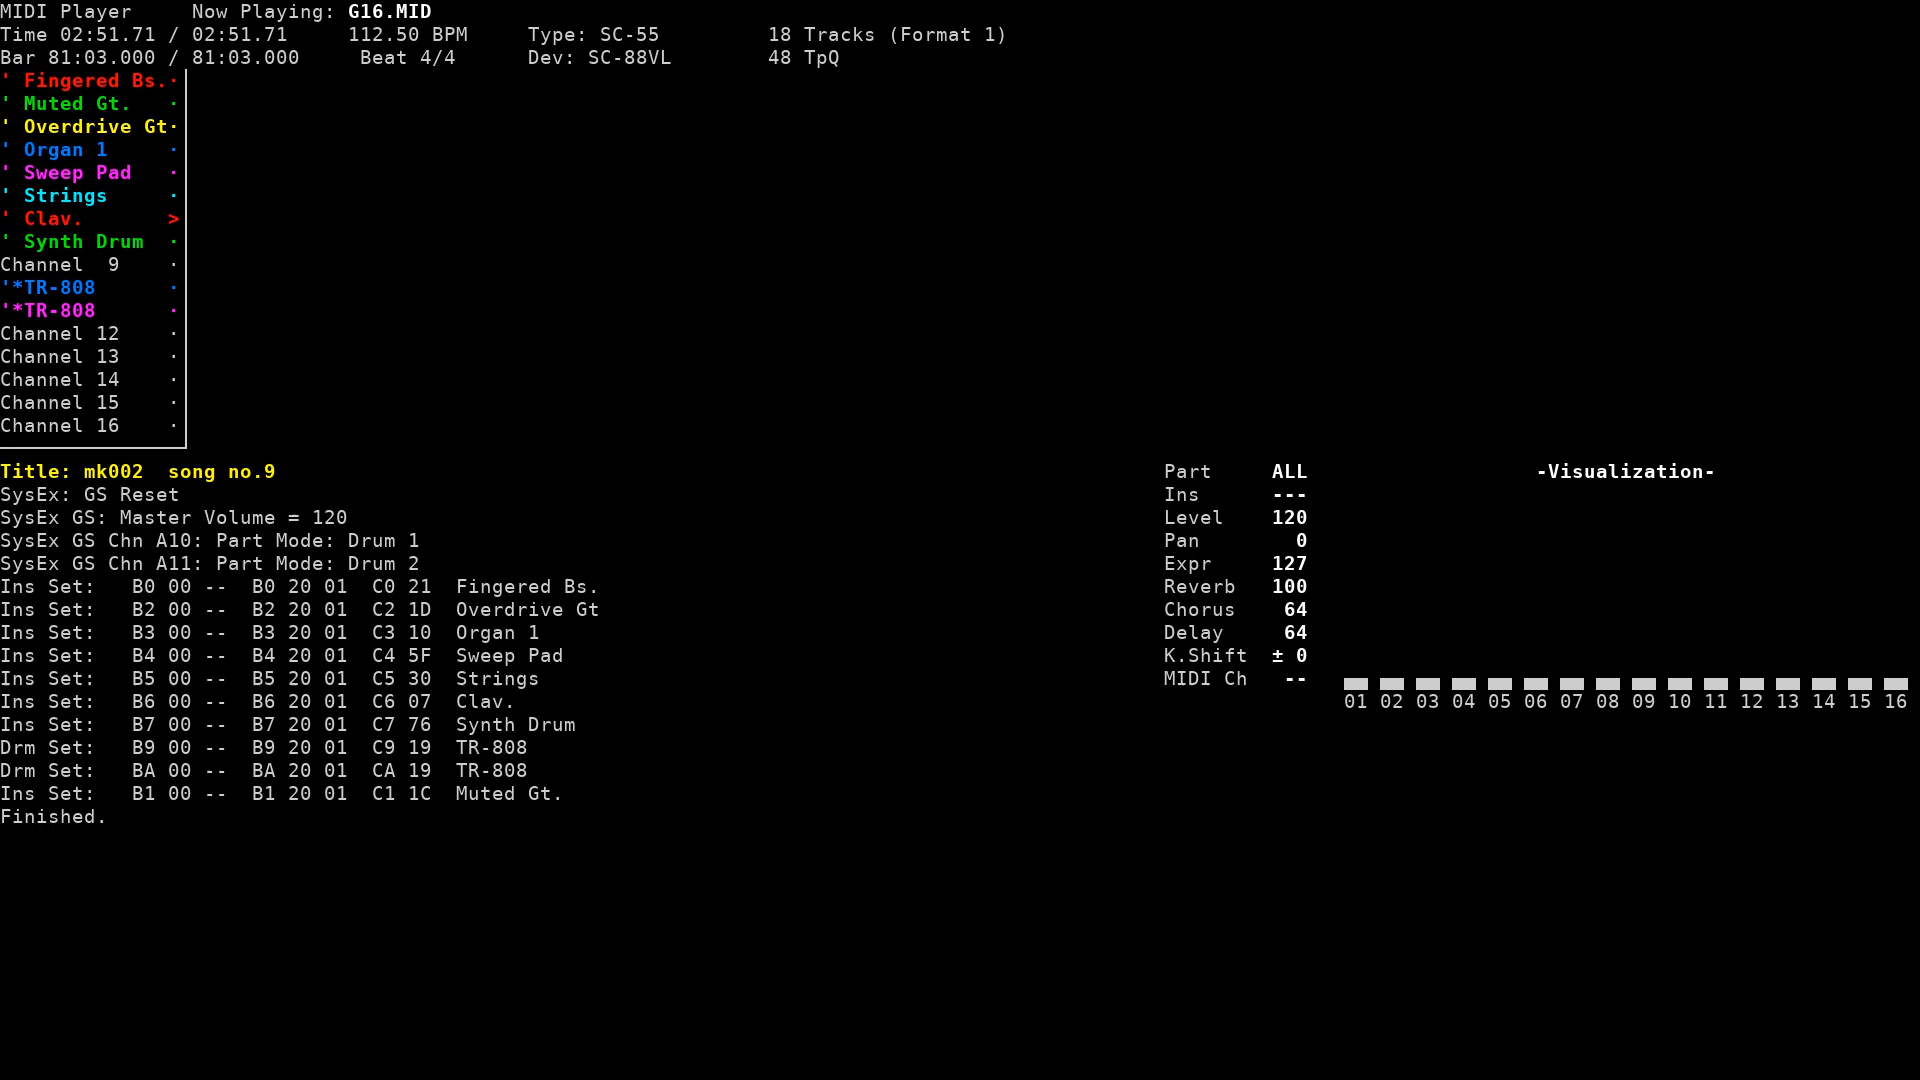 MIDI Player     Now Playing: G16.MID
Time 02:51.71 / 02:51.71     112.50 BPM     Type: SC-55         18 Tracks (Format 1)
Bar 81:03.000 / 81:03.000     Beat 4/4      Dev: SC-88VL        48 TpQ
' Fingered Bs.·
' Muted Gt.   ·
' Overdrive Gt·
' Organ 1     ·
' Sweep Pad   ·
' Strings     ·
' Clav.       >
' Synth Drum  ·
Channel  9    ·
'*TR-808      ·
'*TR-808      ·
Channel 12    ·
Channel 13    ·
Channel 14    ·
Channel 15    ·
Channel 16    ·
Title: mk002  song no.9
SysEx: GS Reset
SysEx GS: Master Volume = 120
SysEx GS Chn A10: Part Mode: Drum 1
SysEx GS Chn A11: Part Mode: Drum 2
Ins Set:   B0 00 --  B0 20 01  C0 21  Fingered Bs.
Ins Set:   B2 00 --  B2 20 01  C2 1D  Overdrive Gt
Ins Set:   B3 00 --  B3 20 01  C3 10  Organ 1
Ins Set:   B4 00 --  B4 20 01  C4 5F  Sweep Pad
Ins Set:   B5 00 --  B5 20 01  C5 30  Strings
Ins Set:   B6 00 --  B6 20 01  C6 07  Clav.
Ins Set:   B7 00 --  B7 20 01  C7 76  Synth Drum
Drm Set:   B9 00 --  B9 20 01  C9 19  TR-808
Drm Set:   BA 00 --  BA 20 01  CA 19  TR-808
Ins Set:   B1 00 --  B1 20 01  C1 1C  Muted Gt.
Finished.
Part     ALL
Ins      ---
Level    120
Pan        0
Expr     127
Reverb   100
Chorus    64
Delay     64
K.Shift  ± 0
MIDI Ch   --
-Visualization-
01 02 03 04 05 06 07 08 09 10 11 12 13 14 15 16